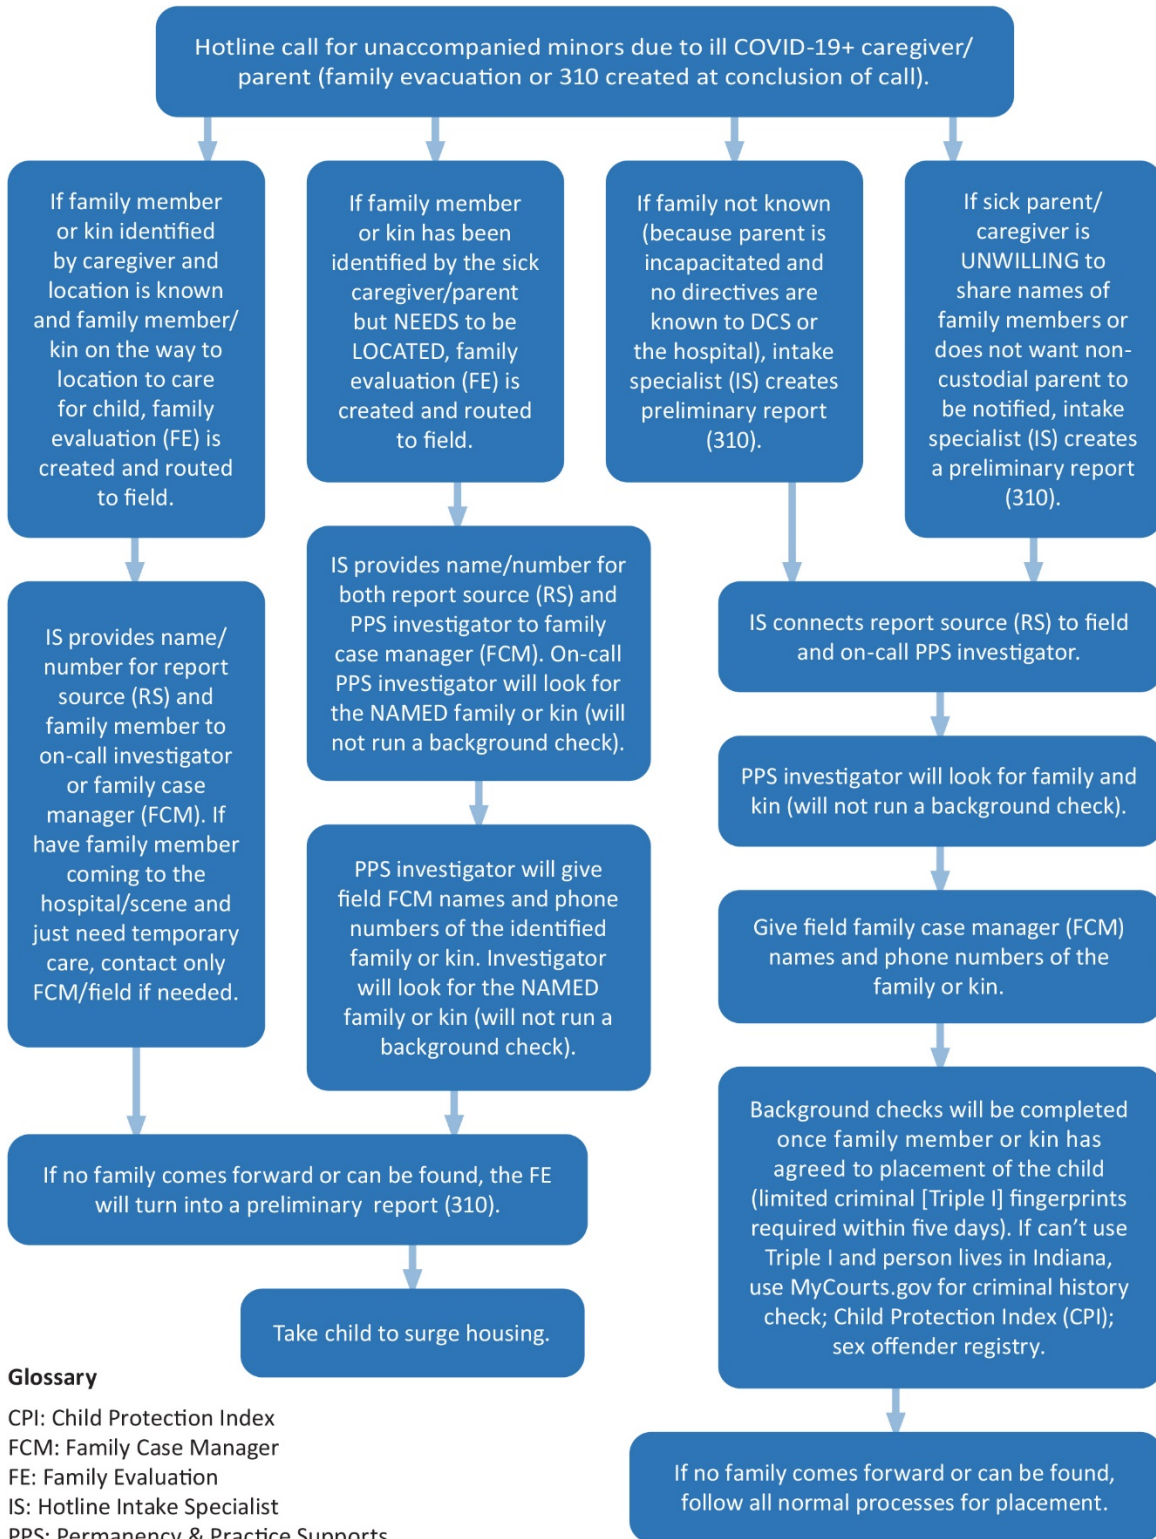 Hotline call for unaccompanied minors due to ill COVID-19+ caregiver/
parent (family evacuation or 310 created at conclusion of call).
If family member
or kin identified
by caregiver and
location is known
and family member/
kin on the way to
location to care
for child, family
evaluation (FE) is
created and routed
to field.
If family member
or kin has been
identified by the sick
caregiver/parent
but NEEDS to be
LOCATED, family
evaluation (FE) is
created and routed
to field.
If family not known
(because parent is
incapacitated and
no directives are
known to DCS or
the hospital), intake
specialist (IS) creates
preliminary report
(310).
If sick parent/
caregiver is
UNWILLING to
share names of
family members or
does not want non-
custodial parent to
be notified, intake
specialist (IS) creates
a preliminary report
(310).
IS provides name/
number for report
source (RS) and
family member to
on-call investigator
or family case
manager (FCM). If
have family member
coming to the
hospital/scene and
just need temporary
care, contact only
FCM/field if needed.
IS provides name/number for
both report source (RS) and
PPS investigator to family
case manager (FCM). On-call
PPS investigator will look for
the NAMED family or kin (will
not run a background check).
PPS investigator will give
field FCM names and phone
numbers of the identified
family or kin. Investigator
will look for the NAMED
family or kin (will not run a
background check).
If no family comes forward or can be found, the FE
will turn into a preliminary report (310).
Take child to surge housing.
IS connects report source (RS) to field
and on-call PPS investigator.
PPS investigator will look for family and
kin (will not run a background check).
Give field family case manager (FCM)
names and phone numbers of the
family or kin.
Background checks will be completed
once family member or kin has
agreed to placement of the child
(limited criminal [Triple I] fingerprints
required within five days). If can’t use
Triple I and person lives in Indiana,
use MyCourts.gov for criminal history
check; Child Protection Index (CPI);
sex offender registry.
If no family comes forward or can be found,
follow all normal processes for placement.
Glossary
CPI: Child Protection Index
FCM: Family Case Manager
FE: Family Evaluation
IS: Hotline Intake Specialist
PPS: Permanency & Practice Supports